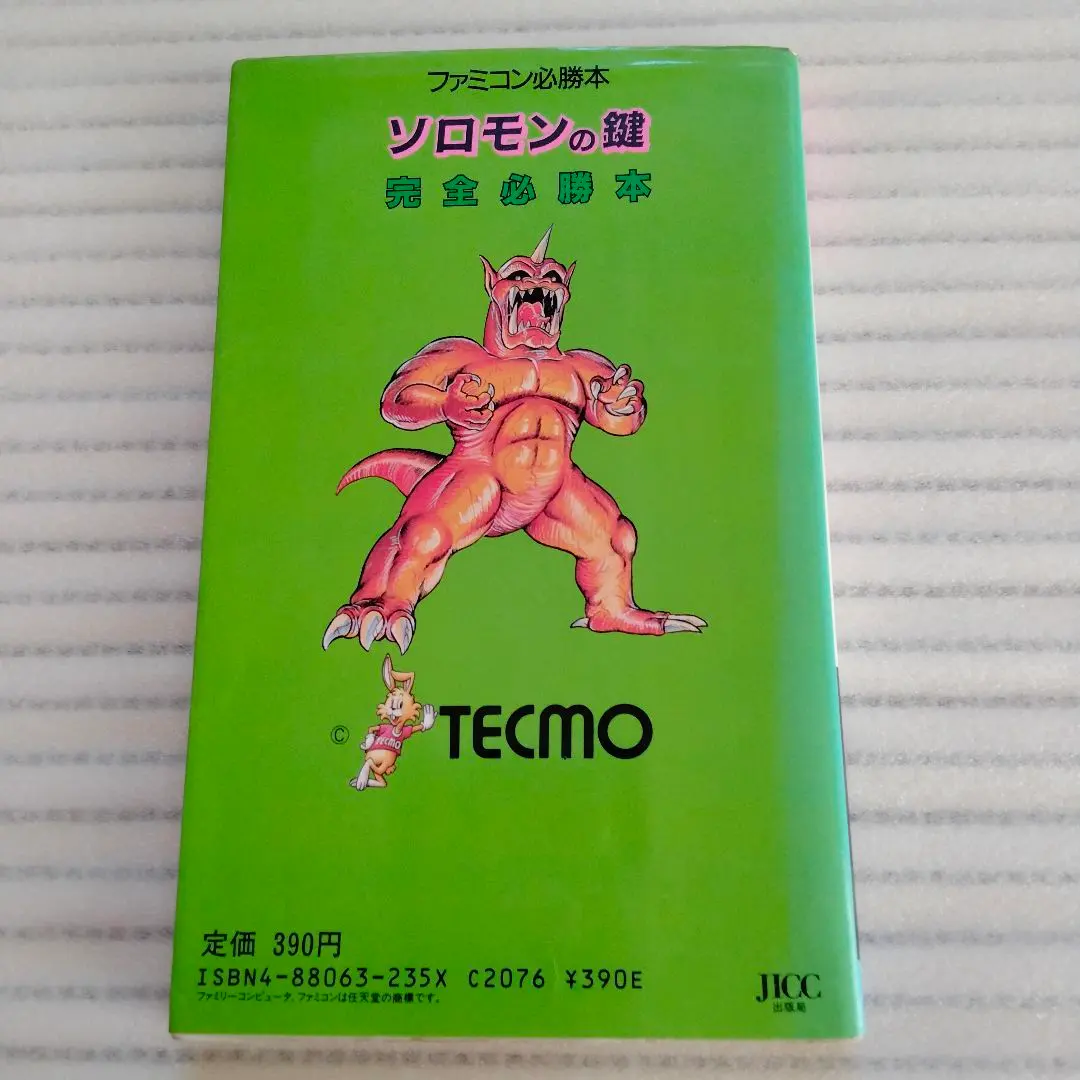 ファミコン必勝本
ソロモンの鍵
完全必勝本
TECMO
© TECMO
定価 390円
ISBN4-88063-235X C2076 ¥390E
ファミリーコンピュータ,ファミコンは任天堂の商標です。
JICC
出版局